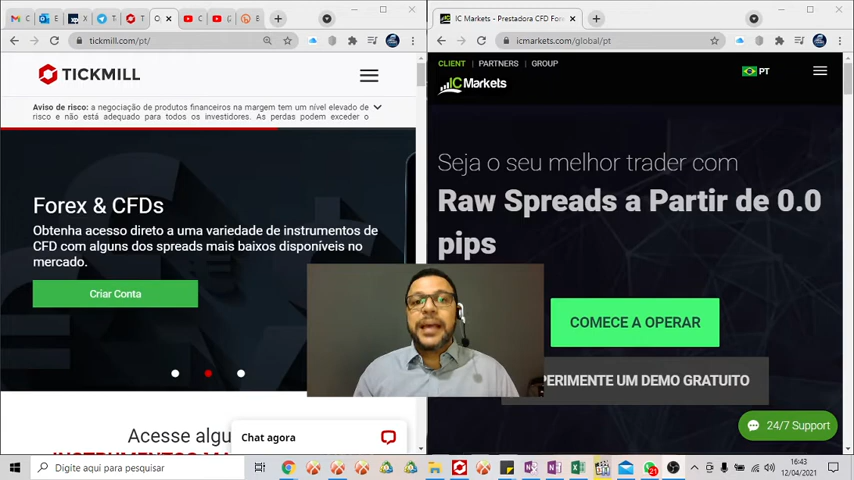 tickmill.com/pt/
TICKMILL
Aviso de risco: a negociação de produtos financeiros na margem tem um nível elevado de
risco e não está adequado para todos os investidores. As perdas podem exceder o
Forex & CFDs
Obtenha acesso direto a uma variedade de instrumentos de
CFD com alguns dos spreads mais baixos disponíveis no
mercado.
Criar Conta
Acesse algu
Chat agora
IC Markets - Prestadora CFD For
icmarkets.com/global/pt
CLIENT | PARTNERS | GROUP
IC Markets
PT
Seja o seu melhor trader com
Raw Spreads a Partir de 0.0
pips
COMECE A OPERAR
PERIMENTE UM DEMO GRATUITO
24/7 Support
Digite aqui para pesquisar
16:43
12/04/2021